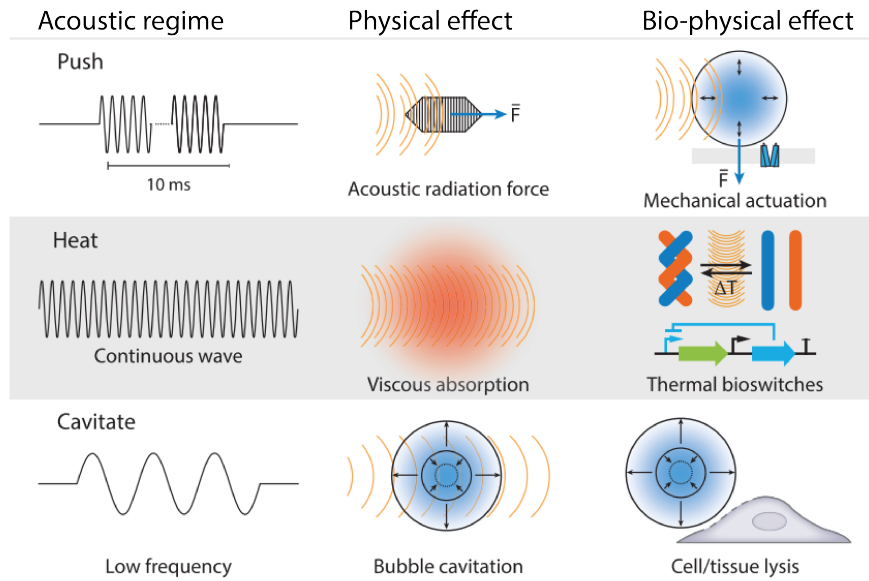 Acoustic regime
Physical effect
Bio-physical effect
Push
10 ms
F̄
Acoustic radiation force
F̄
Mechanical actuation
Heat
Continuous wave
Viscous absorption
ΔT
Thermal bioswitches
Cavitate
Low frequency
Bubble cavitation
Cell/tissue lysis